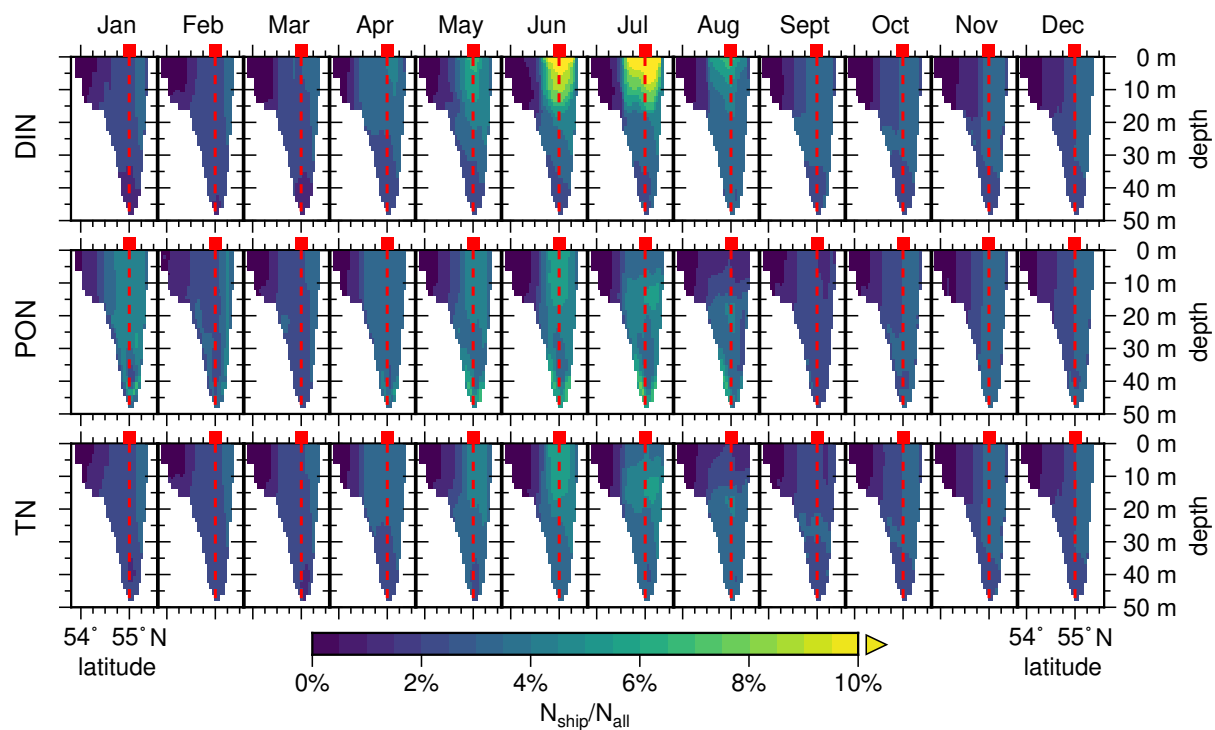 Jan Feb Mar Apr May Jun Jul Aug Sept Oct Nov Dec
DIN
0 m
10 m
20 m
30 m
40 m
50 m
depth
PON
0 m
10 m
20 m
30 m
40 m
50 m
depth
TN
0 m
10 m
20 m
30 m
40 m
50 m
depth
54° 55°N
latitude
54° 55°N
latitude
0% 2% 4% 6% 8% 10%
N_ship/N_all